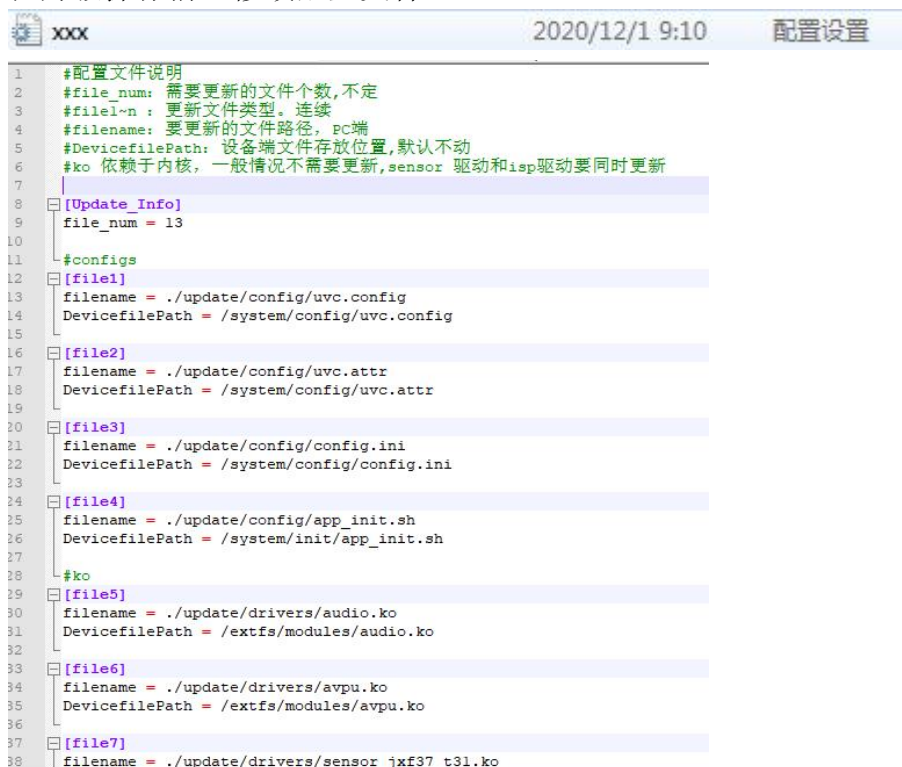 xxx 2020/12/1 9:10 配置设置
1 #配置文件说明
2 #file_num: 需要更新的文件个数,不定
3 #file1~n : 更新文件类型。连续
4 #filename: 要更新的文件路径, PC端
5 #DevicefilePath: 设备端文件存放位置,默认不动
6 #ko 依赖于内核, 一般情况不需要更新,sensor 驱动和isp驱动要同时更新
7
8 [Update_Info]
9 file_num = 13
10
11 #configs
12 [file1]
13 filename = ./update/config/uvc.config
14 DevicefilePath = /system/config/uvc.config
15
16 [file2]
17 filename = ./update/config/uvc.attr
18 DevicefilePath = /system/config/uvc.attr
19
20 [file3]
21 filename = ./update/config/config.ini
22 DevicefilePath = /system/config/config.ini
23
24 [file4]
25 filename = ./update/config/app_init.sh
26 DevicefilePath = /system/init/app_init.sh
27
28 #ko
29 [file5]
30 filename = ./update/drivers/audio.ko
31 DevicefilePath = /extfs/modules/audio.ko
32
33 [file6]
34 filename = ./update/drivers/avpu.ko
35 DevicefilePath = /extfs/modules/avpu.ko
36
37 [file7]
38 filename = ./update/drivers/sensor_jxf37_t31.ko